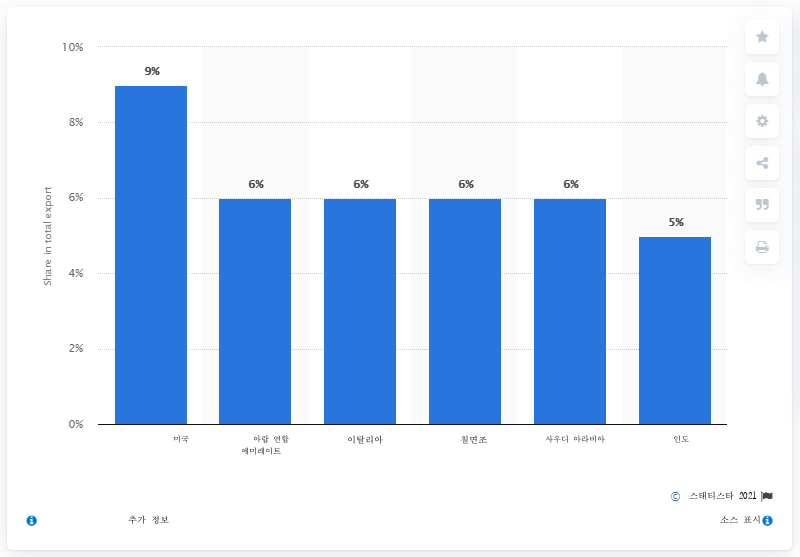 10%
9%
8%
6%
6%
6%
6%
6%
5%
4%
2%
0%
Share in total export
미국
아랍 연합
에미레이트
이탈리아
칠면조
사우디 아라비아
인도
© 스태티스타 2021
추가 정보
소스 표시